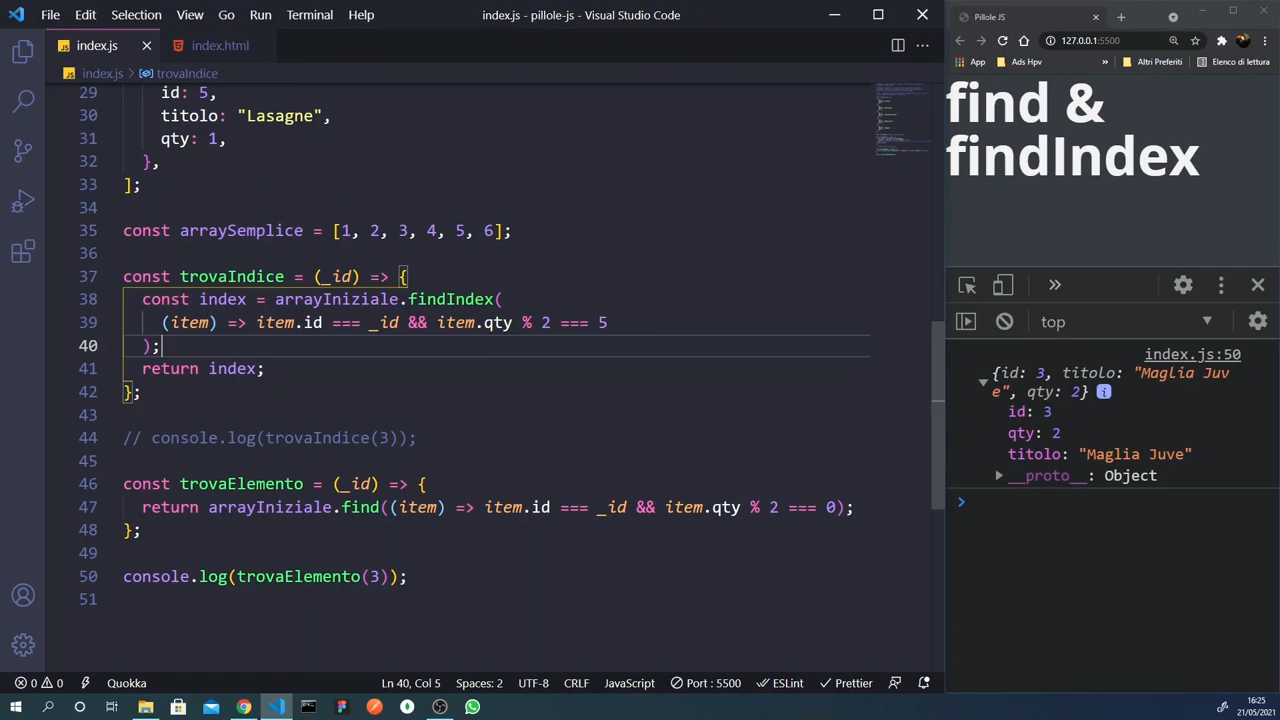 File Edit Selection View Go Run Terminal Help index.js - pillole-js - Visual Studio Code
JS index.js index.html
JS index.js › trovaIndice
29 id: 5,
30 titolo: "Lasagne",
31 qty: 1,
32 },
33 ];
34
35 const arraySemplice = [1, 2, 3, 4, 5, 6];
36
37 const trovaIndice = (_id) => {
38 const index = arrayIniziale.findIndex(
39 (item) => item.id === _id && item.qty % 2 === 5
40 );
41 return index;
42 };
43
44 // console.log(trovaIndice(3));
45
46 const trovaElemento = (_id) => {
47 return arrayIniziale.find((item) => item.id === _id && item.qty % 2 === 0);
48 };
49
50 console.log(trovaElemento(3));
51
0 0 Quokka Ln 40, Col 5 Spaces: 2 UTF-8 CRLF JavaScript Port : 5500 ESLint Prettier
Pillole JS
127.0.0.1:5500
App Ads Hpv » Altri Preferiti Elenco di lettura
find &
findIndex
top
index.js:50
{id: 3, titolo: "Maglia Juv
e", qty: 2} i
id: 3
qty: 2
titolo: "Maglia Juve"
__proto__: Object
16:25
21/05/2021